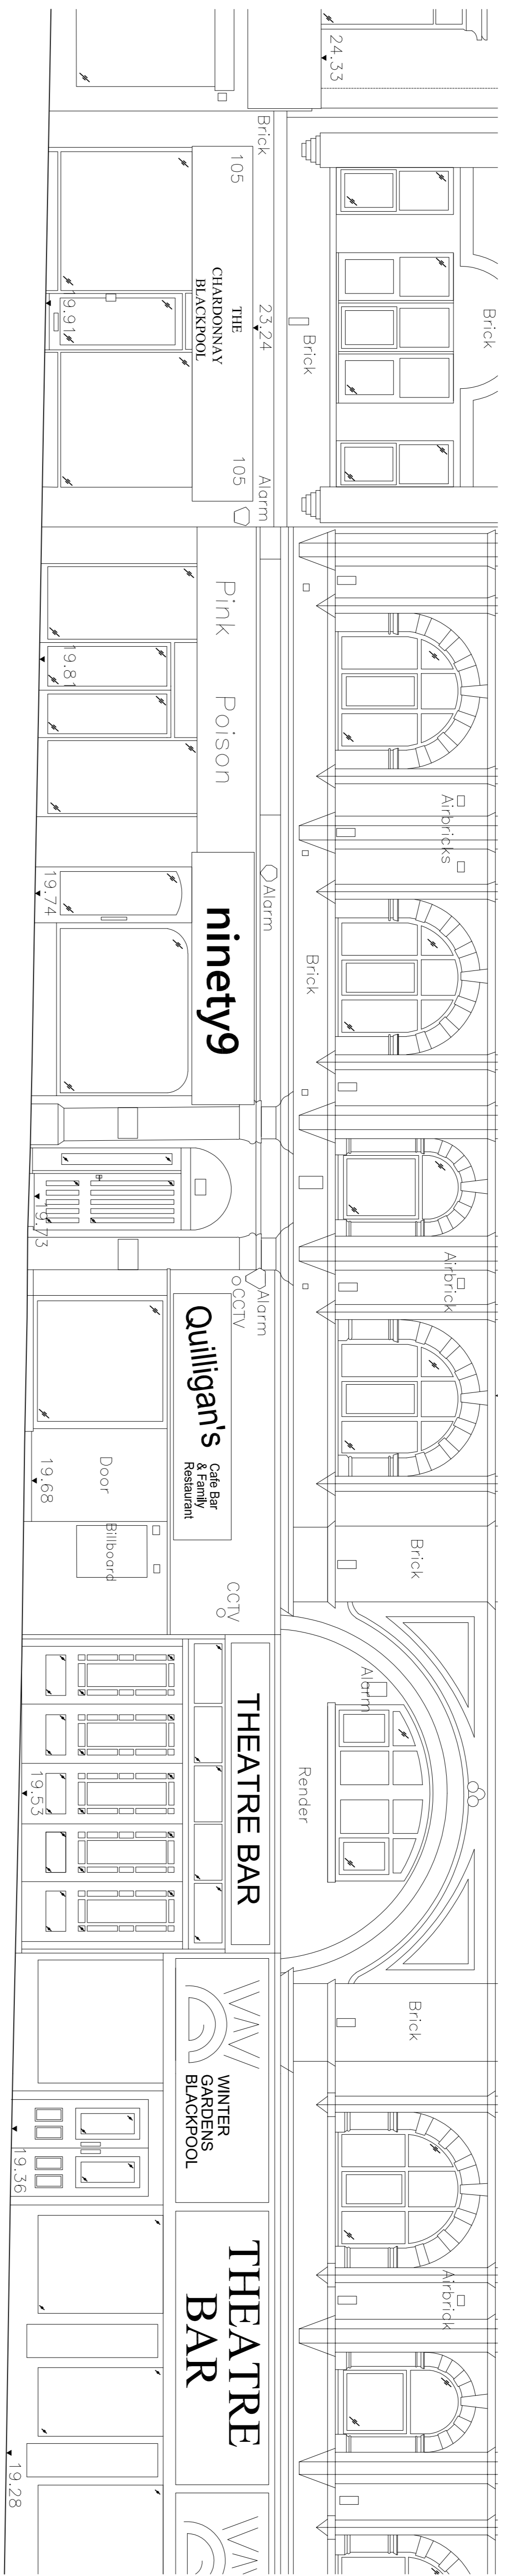 24.33
Brick
105
THE
CHARDONNAY
BLACKPOOL
105
23.24
Brick
Brick
19.91
Alarm
Pink Poison
19.81
Airbricks
ninety9
Alarm
19.74
Brick
19.73
Airbrick
Alarm
CCTV
Quilligan's
Cafe Bar
& Family
Restaurant
Door
19.68
Billboard
CCTV
Brick
Alarm
Render
THEATRE BAR
19.53
Brick
WINTER
GARDENS
BLACKPOOL
19.36
THEATRE
BAR
Airbrick
19.28